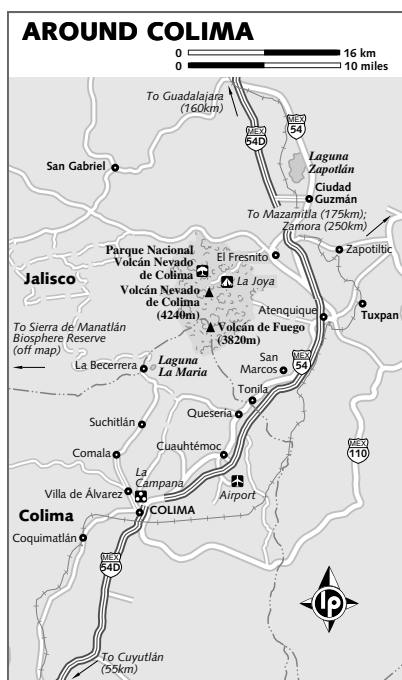 AROUND COLIMA
0 16 km
0 10 miles
To Guadalajara
(160km)
MEX
54D
MEX
54
San Gabriel
Laguna
Zapotlán
Ciudad
Guzmán
To Mazamitla (175km);
Zamora (250km)
Parque Nacional
Volcán Nevado
de Colima
El Fresnito
Zapotiltic
Jalisco
La Joya
Volcán Nevado
de Colima
(4240m)
Atenquique
Tuxpan
To Sierra de Manatlán
Biosphere Reserve
(off map)
Volcán de Fuego
(3820m)
Laguna
La María
La Becerrera
San
Marcos
MEX
54
Tonila
Suchitlán
Quesería
Comala
Cuauhtémoc
MEX
110
La
Campana
Villa de Álvarez
Airport
Colima
COLIMA
Coquimatlán
MEX
54D
lp
To Cuyutlán
(55km)